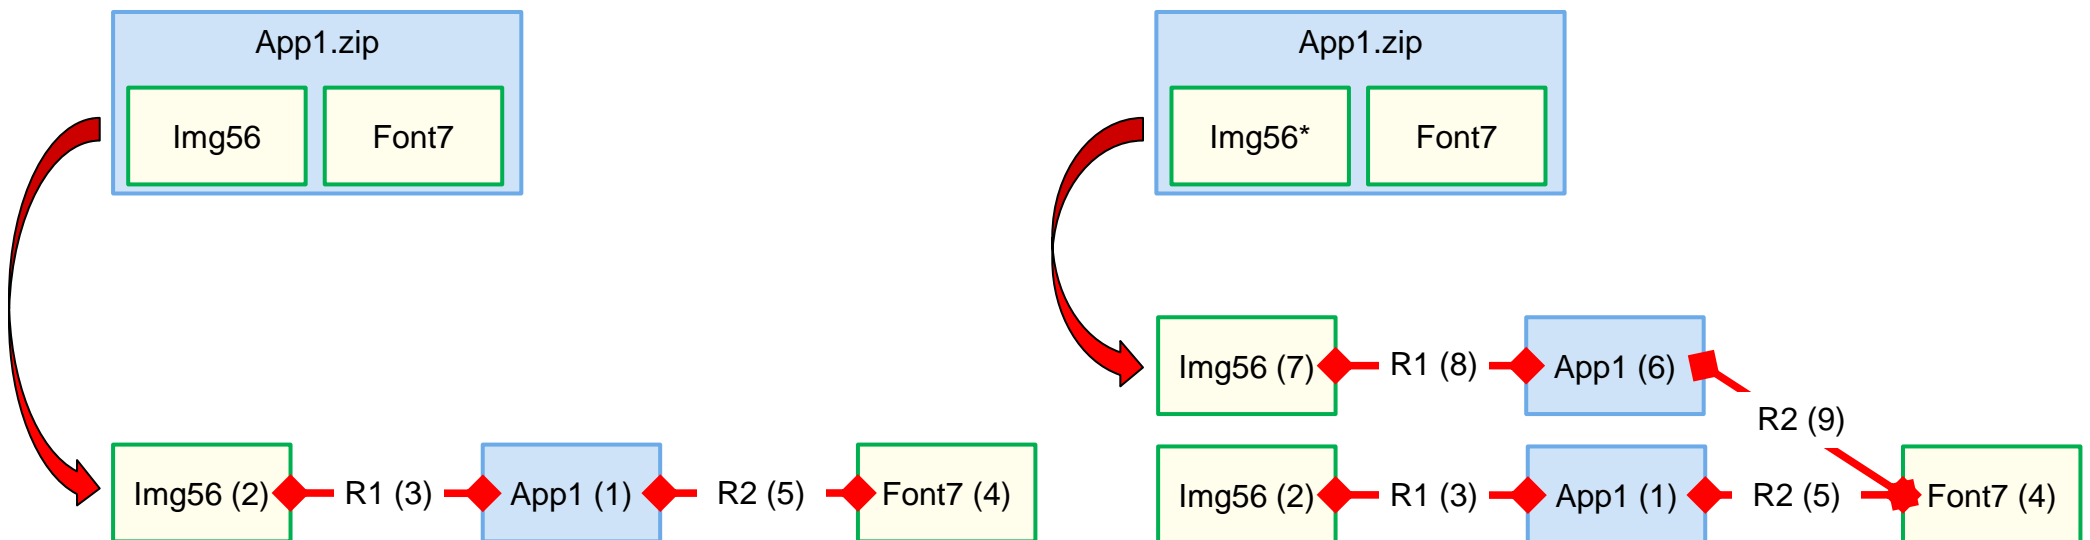 App1.zip
Img56
Font7
Img56 (2)
R1 (3)
App1 (1)
R2 (5)
Font7 (4)
App1.zip
Img56*
Font7
Img56 (7)
R1 (8)
App1 (6)
R2 (9)
Img56 (2)
R1 (3)
App1 (1)
R2 (5)
Font7 (4)